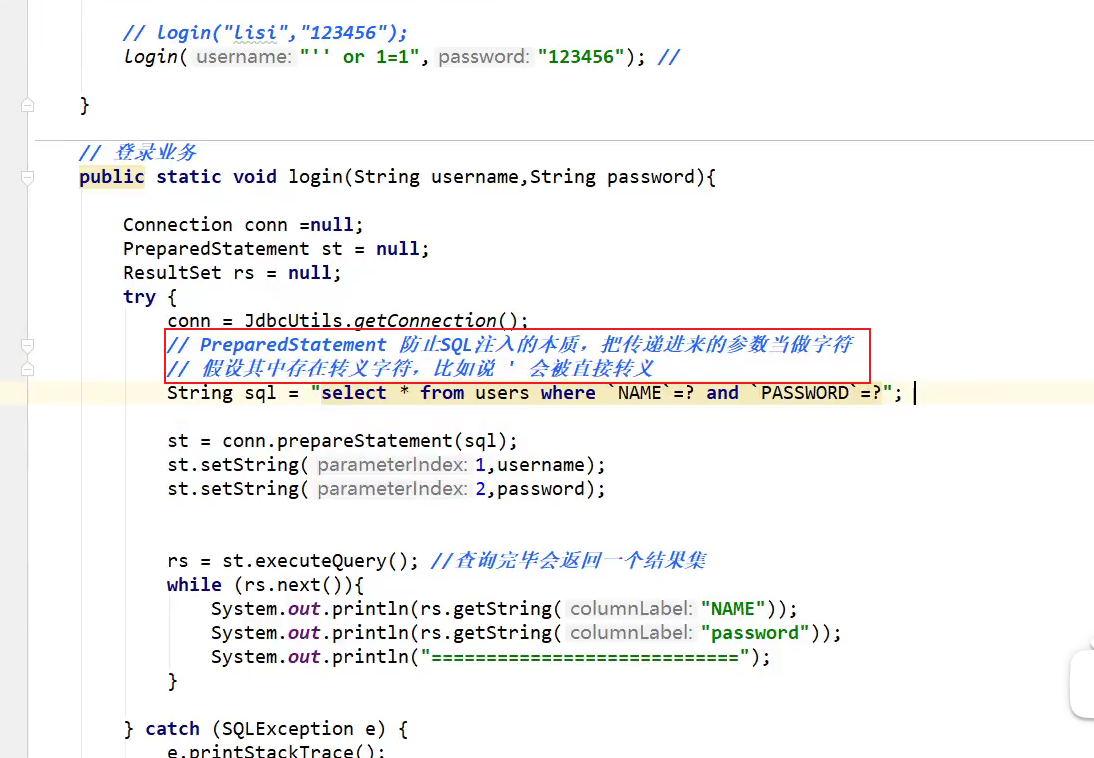 // login("lisi","123456");
login( username: "'' or 1=1", password: "123456"); //
}
// 登录业务
public static void login(String username,String password){
Connection conn =null;
PreparedStatement st = null;
ResultSet rs = null;
try {
conn = JdbcUtils.getConnection();
// PreparedStatement 防止SQL注入的本质，把传递进来的参数当做字符
// 假设其中存在转义字符，比如说 ' 会被直接转义
String sql = "select * from users where `NAME`=? and `PASSWORD`=?";
st = conn.prepareStatement(sql);
st.setString( parameterIndex: 1,username);
st.setString( parameterIndex: 2,password);
rs = st.executeQuery(); //查询完毕会返回一个结果集
while (rs.next()){
System.out.println(rs.getString( columnLabel: "NAME"));
System.out.println(rs.getString( columnLabel: "password"));
System.out.println("============================");
}
} catch (SQLException e) {
e.printStackTrace();